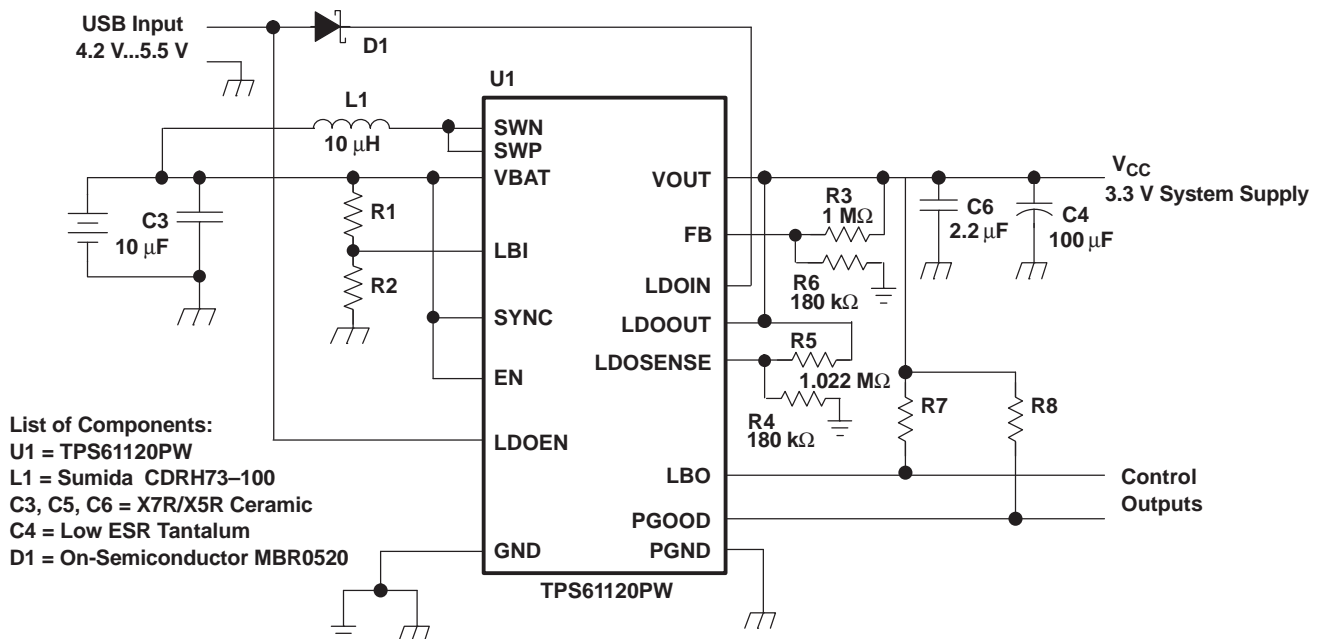 USB Input
4.2 V...5.5 V
D1
U1
L1
10 μH
SWN
SWP
VBAT
VOUT
VCC
3.3 V System Supply
C3
10 μF
R1
R3
1 MΩ
C6
2.2 μF
C4
100 μF
FB
LBI
R2
R6
180 kΩ
LDOIN
SYNC
LDOOUT
R5
1.022 MΩ
LDOSENSE
EN
R4
180 kΩ
R7
R8
List of Components:
U1 = TPS61120PW
L1 = Sumida CDRH73–100
C3, C5, C6 = X7R/X5R Ceramic
C4 = Low ESR Tantalum
D1 = On-Semiconductor MBR0520
LDOEN
LBO
Control
Outputs
PGOOD
GND
PGND
TPS61120PW